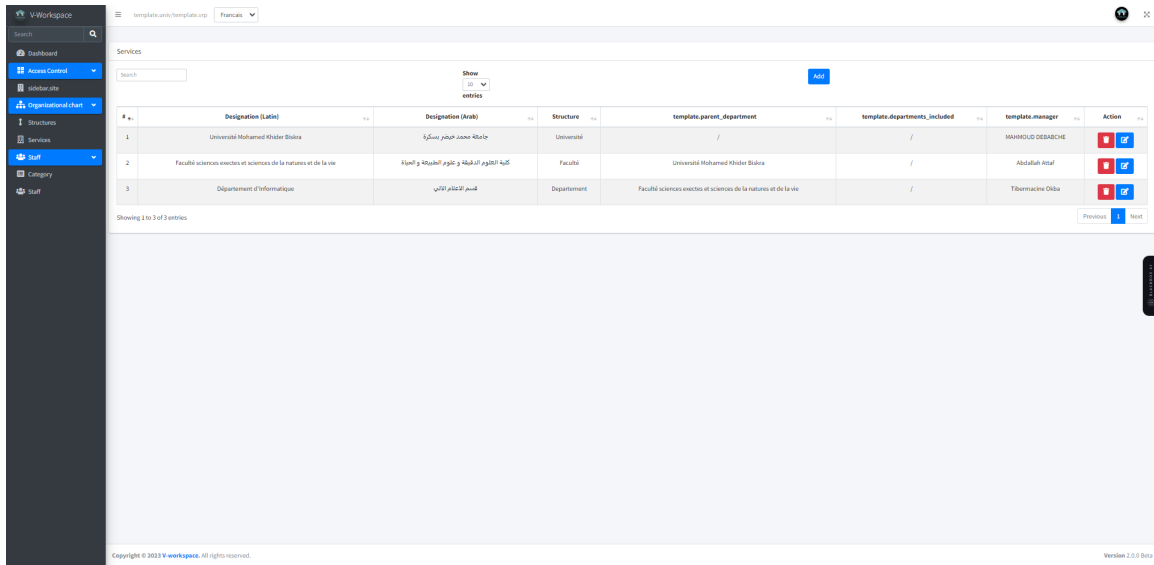 V-Workspace
template.univ/template.vrp
Francais
Search
Dashboard
Access Control
sidebar.site
Organizational chart
Structures
Services
Staff
Category
Staff
Services
Search
Show
10
entries
Add
# Designation (Latin) Designation (Arab) Structure template.parent_department template.departments_included template.manager Action
1 Université Mohamed Khider Biskra جامعة محمد خيضر بسكرة Université / / MAHMOUD DEBABCHE
2 Faculté sciences exectes et sciences de la natures et de la vie كلية العلوم الدقيقة و علوم الطبيعة و الحياة Faculté Université Mohamed Khider Biskra / Abdallah Attaf
3 Département d'Informatique قسم الاعلام الالي Departement Faculté sciences exectes et sciences de la natures et de la vie / Tibermacine Okba
Showing 1 to 3 of 3 entries
Previous 1 Next
Copyright © 2023 V-workspace. All rights reserved.
Version 2.0.0 Beta